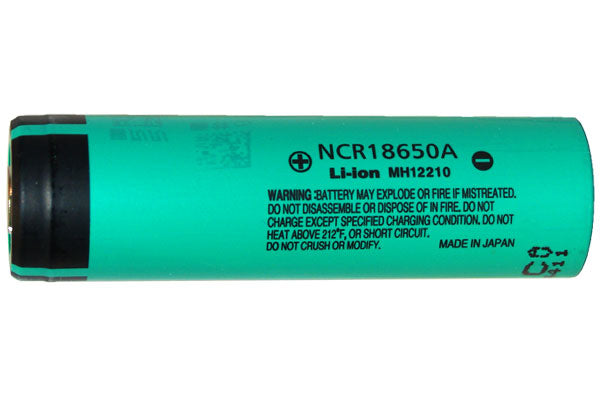 NCR18650A
Li-ion MH12210
WARNING:BATTERY MAY EXPLODE OR FIRE IF MISTREATED.
DO NOT DISASSEMBLE OR DISPOSE OF IN FIRE. DO NOT
CHARGE EXCEPT SPECIFIED CHARGING CONDITION. DO NOT
HEAT ABOVE 212°F, OR SHORT CIRCUIT.
DO NOT CRUSH OR MODIFY.
MADE IN JAPAN